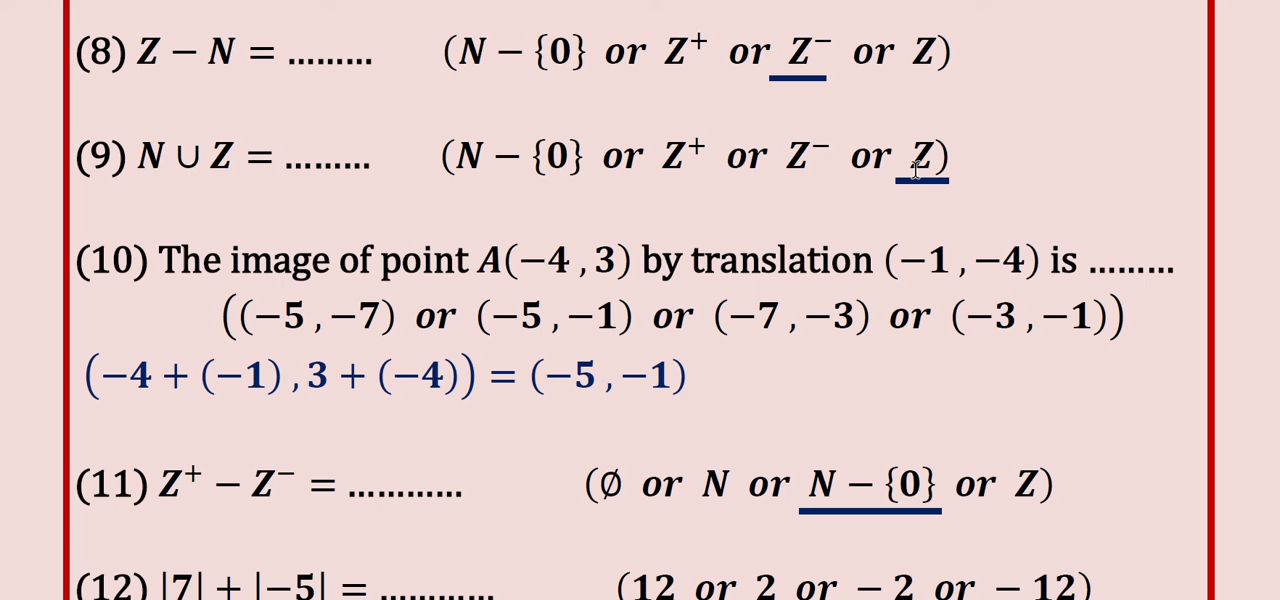 (8) Z − N = ......... (N − {0} or Z⁺ or Z⁻ or Z)
(9) N ∪ Z = ......... (N − {0} or Z⁺ or Z⁻ or Z)
(10) The image of point A(−4 , 3) by translation (−1 , −4) is .........
((−5 , −7) or (−5 , −1) or (−7 , −3) or (−3 , −1))
(−4 + (−1) , 3 + (−4)) = (−5 , −1)
(11) Z⁺ − Z⁻ = ............ (∅ or N or N − {0} or Z)
(12) |7| + |−5| = ............ (12 or 2 or − 2 or − 12)